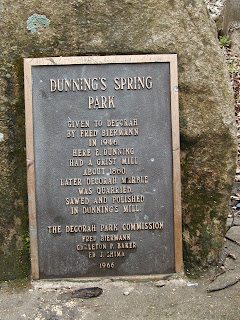 DUNNING'S SPRING
PARK
GIVEN TO DECORAH
BY FRED BIERMANN
IN 1946
HERE E DUNNING
HAD A GRIST MILL
ABOUT 1860
LATER DECORAH MARBLE
WAS QUARRIED
SAWED AND POLISHED
IN DUNNING'S MILL
THE DECORAH PARK COMMISSION
FRED BIERMANN
CARLETON P. BAKER
ED J. CHIMA
1966